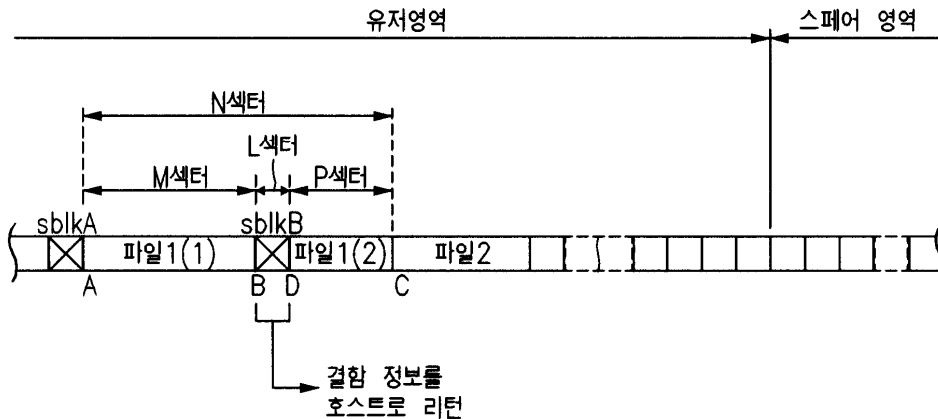 유저영역
스페어 영역
N섹터
L섹터
M섹터
P섹터
sblkA
sblkB
파일1(1)
파일1(2)
파일2
A
B
D
C
결함 정보를
호스트로 리턴